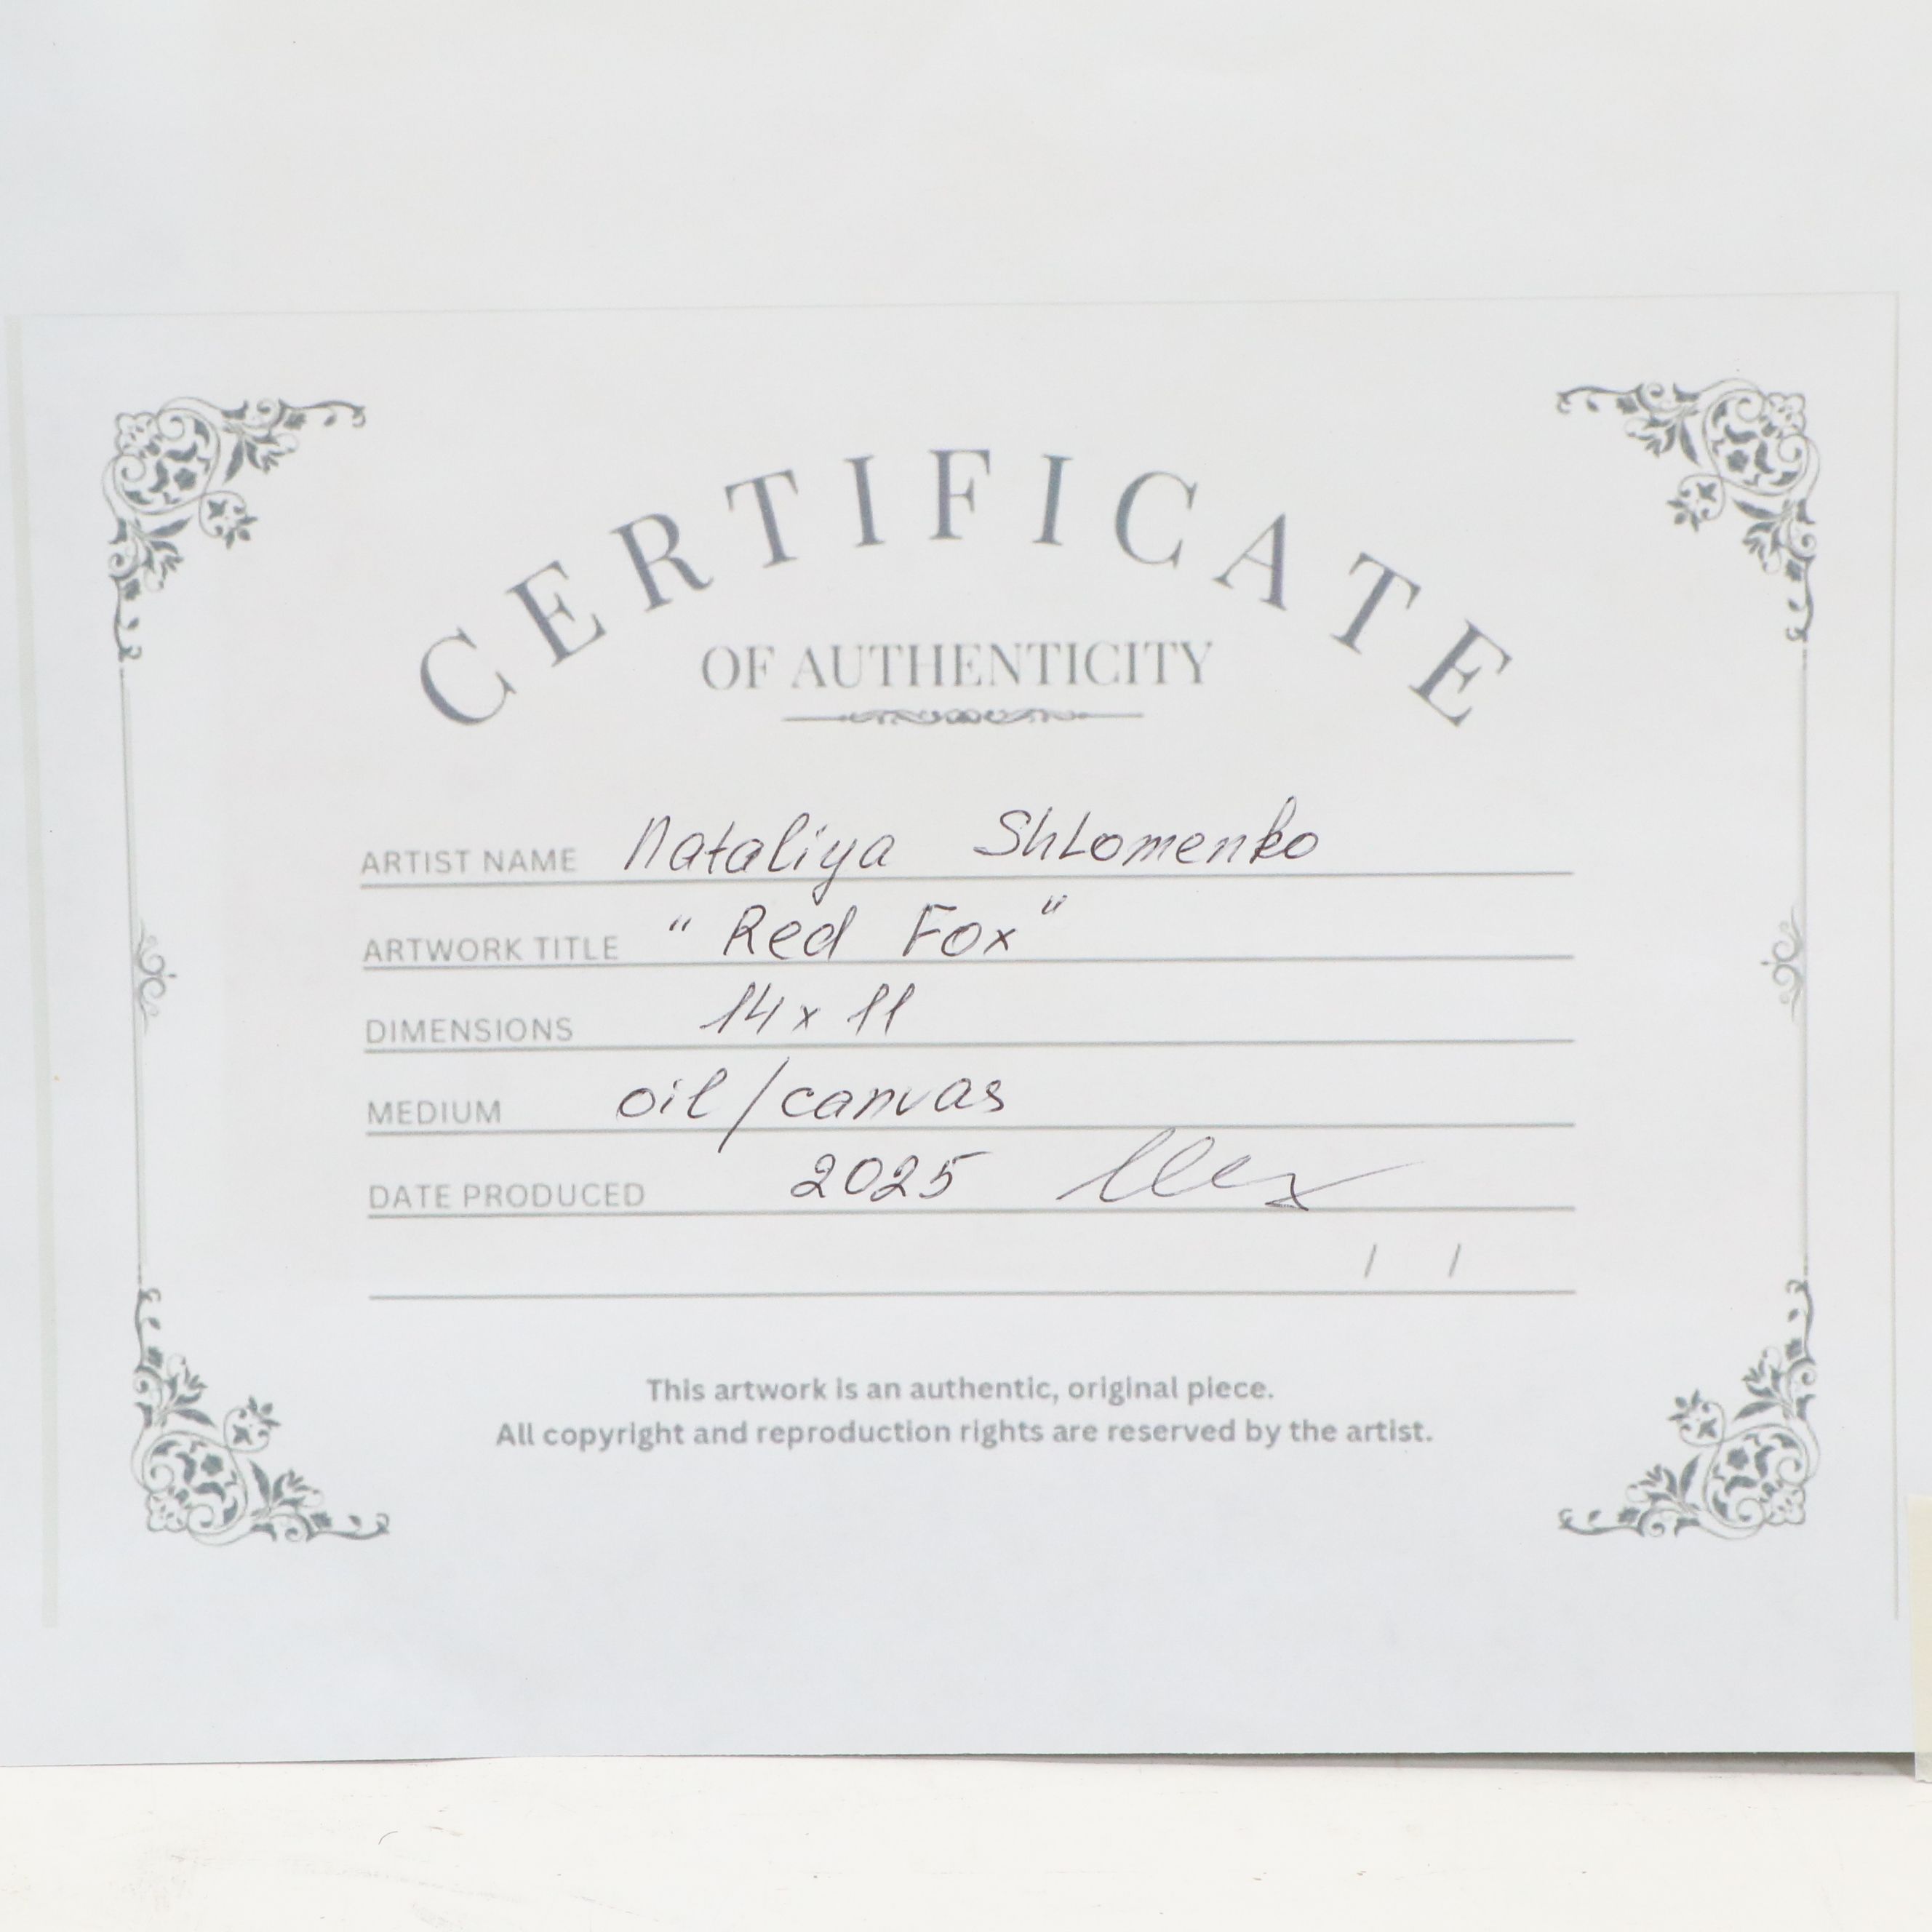 CERTIFICATE
OF AUTHENTICITY
ARTIST NAME Nataliya Shlomenko
ARTWORK TITLE "Red Fox"
DIMENSIONS 14 x 11
MEDIUM oil/canvas
DATE PRODUCED 2025
/ /
This artwork is an authentic, original piece.
All copyright and reproduction rights are reserved by the artist.